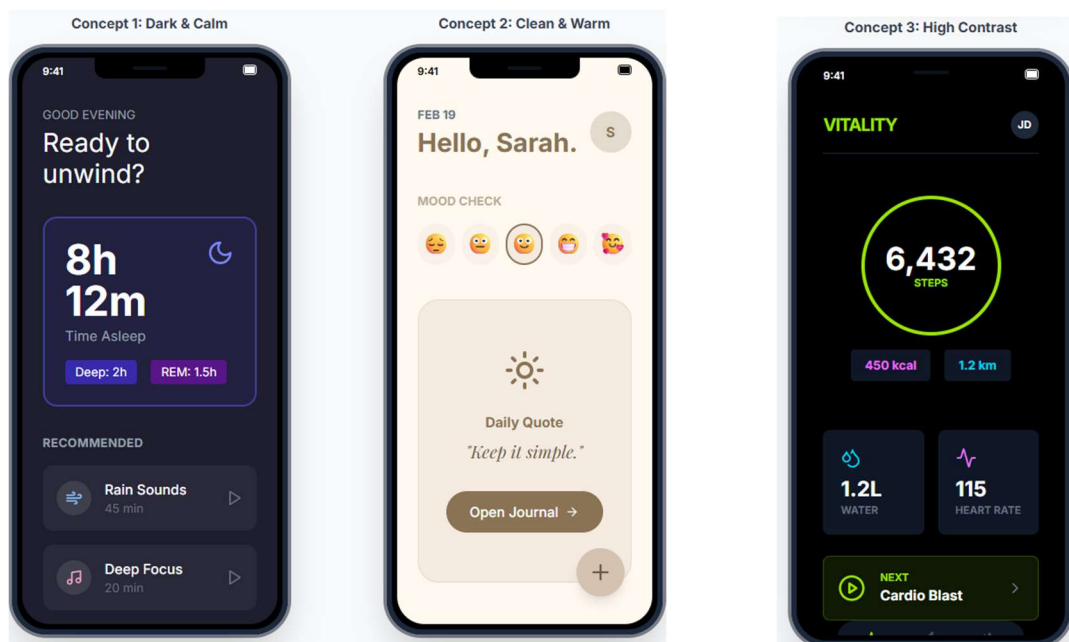 Concept 1: Dark & Calm
9:41
GOOD EVENING
Ready to
unwind?
8h
12m
Time Asleep
Deep: 2h
REM: 1.5h
RECOMMENDED
Rain Sounds
45 min
Deep Focus
20 min
Concept 2: Clean & Warm
9:41
FEB 19
Hello, Sarah.
S
MOOD CHECK
Daily Quote
"Keep it simple."
Open Journal →
+
Concept 3: High Contrast
9:41
VITALITY
JD
6,432
STEPS
450 kcal
1.2 km
1.2L
WATER
115
HEART RATE
NEXT
Cardio Blast